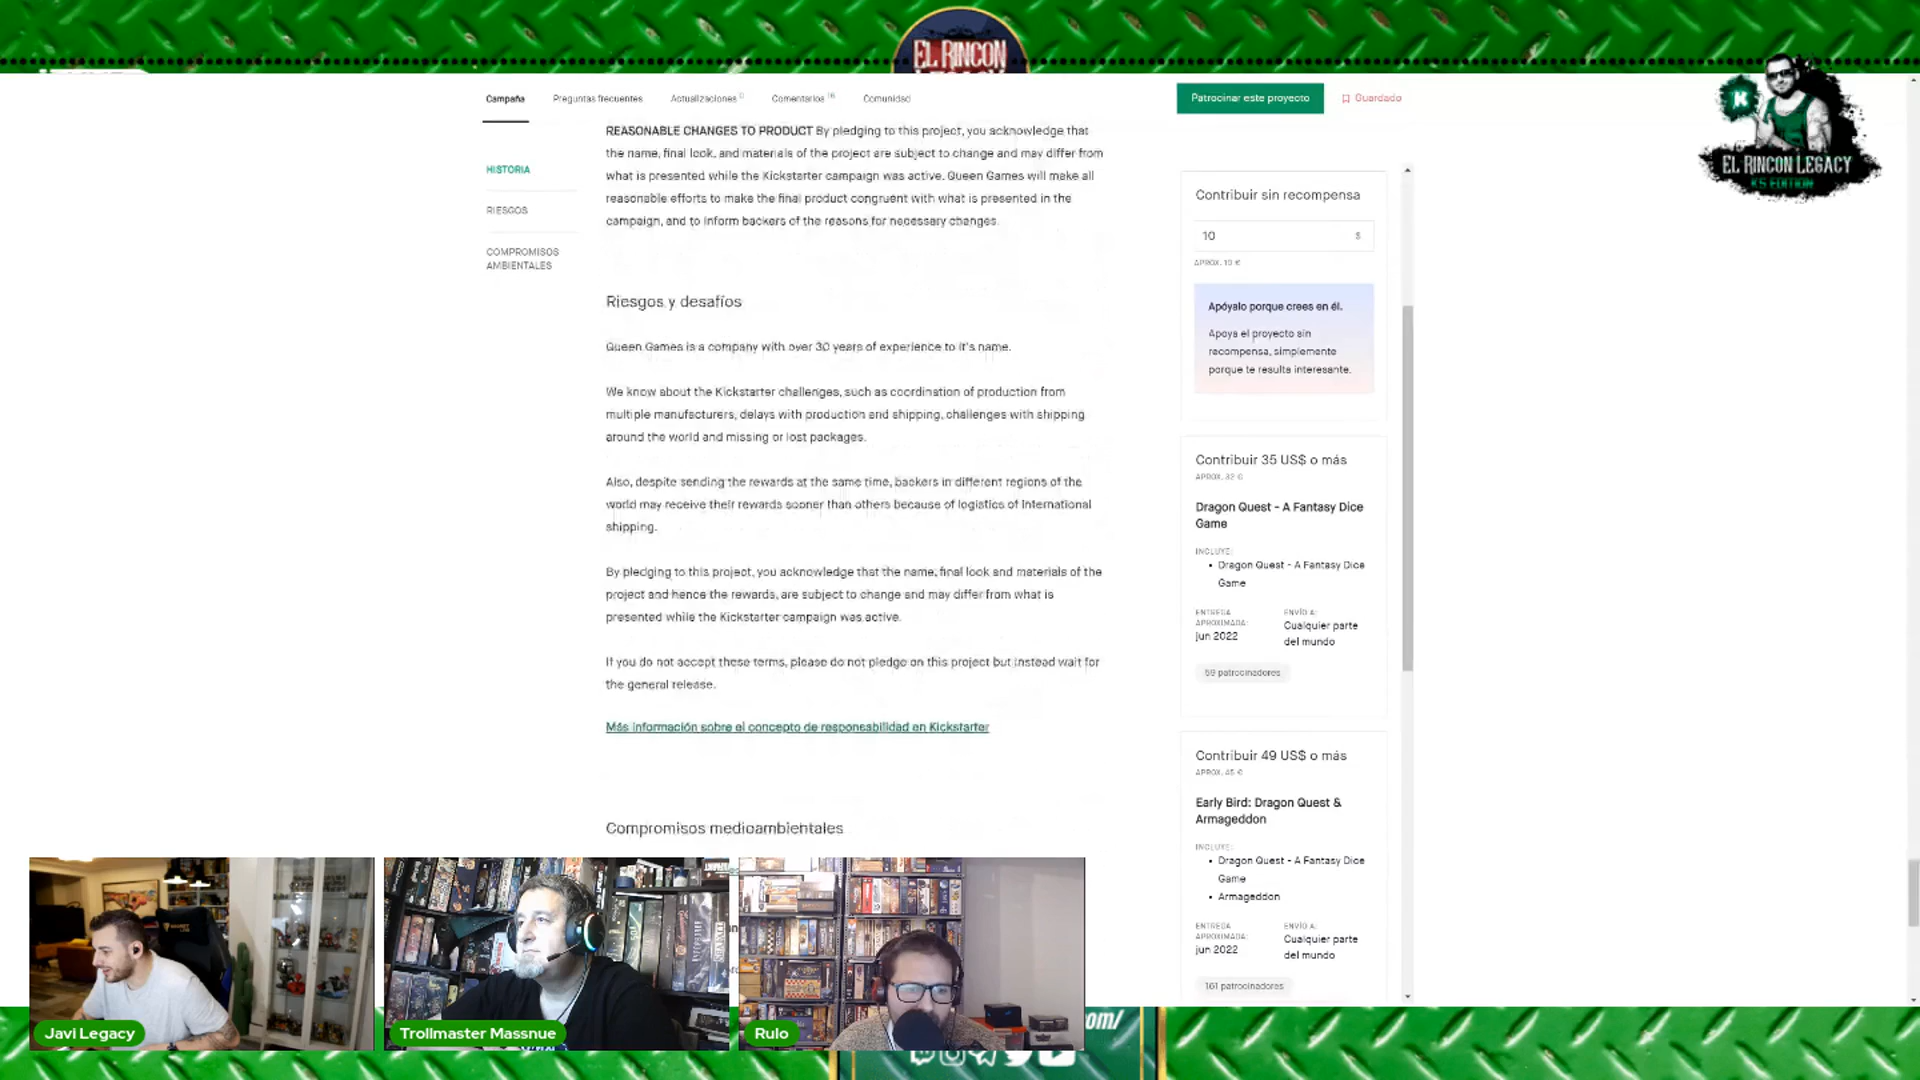 EL RINCON
Campaña
Preguntas frecuentes
Actualizaciones 0
Comentarios 16
Comunidad
Patrocinar este proyecto
Guardado
K
EL RINCON LEGACY
KS EDITION
HISTORIA
RIESGOS
COMPROMISOS
AMBIENTALES
REASONABLE CHANGES TO PRODUCT By pledging to this project, you acknowledge that
the name, final look, and materials of the project are subject to change and may differ from
what is presented while the Kickstarter campaign was active. Queen Games will make all
reasonable efforts to make the final product congruent with what is presented in the
campaign, and to inform backers of the reasons for necessary changes.
Riesgos y desafíos
Queen Games is a company with over 30 years of experience to it's name.
We know about the Kickstarter challenges, such as coordination of production from
multiple manufacturers, delays with production and shipping, challenges with shipping
around the world and missing or lost packages.
Also, despite sending the rewards at the same time, backers in different regions of the
world may receive their rewards sooner than others because of logistics of international
shipping.
By pledging to this project, you acknowledge that the name, final look and materials of the
project and hence the rewards, are subject to change and may differ from what is
presented while the Kickstarter campaign was active.
If you do not accept these terms, please do not pledge on this project but instead wait for
the general release.
Más información sobre el concepto de responsabilidad en Kickstarter
Compromisos medioambientales
Contribuir sin recompensa
10 $
APROX. 10 €
Apóyalo porque crees en él.
Apoya el proyecto sin
recompensa, simplemente
porque te resulta interesante.
Contribuir 35 US$ o más
APROX. 32 €
Dragon Quest - A Fantasy Dice
Game
INCLUYE:
• Dragon Quest - A Fantasy Dice
Game
ENTREGA
APROXIMADA:
jun 2022
ENVÍO A:
Cualquier parte
del mundo
59 patrocinadores
Contribuir 49 US$ o más
APROX. 45 €
Early Bird: Dragon Quest &
Armageddon
INCLUYE:
• Dragon Quest - A Fantasy Dice
Game
• Armageddon
ENTREGA
APROXIMADA:
jun 2022
ENVÍO A:
Cualquier parte
del mundo
161 patrocinadores
Javi Legacy
Trollmaster Massnue
Rulo
om/